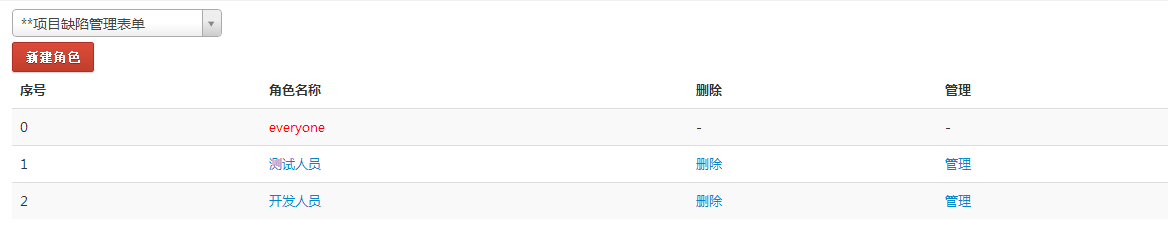 **项目缺陷管理表单
新建角色
序号 角色名称 删除 管理
0 everyone - -
1 测试人员 删除 管理
2 开发人员 删除 管理